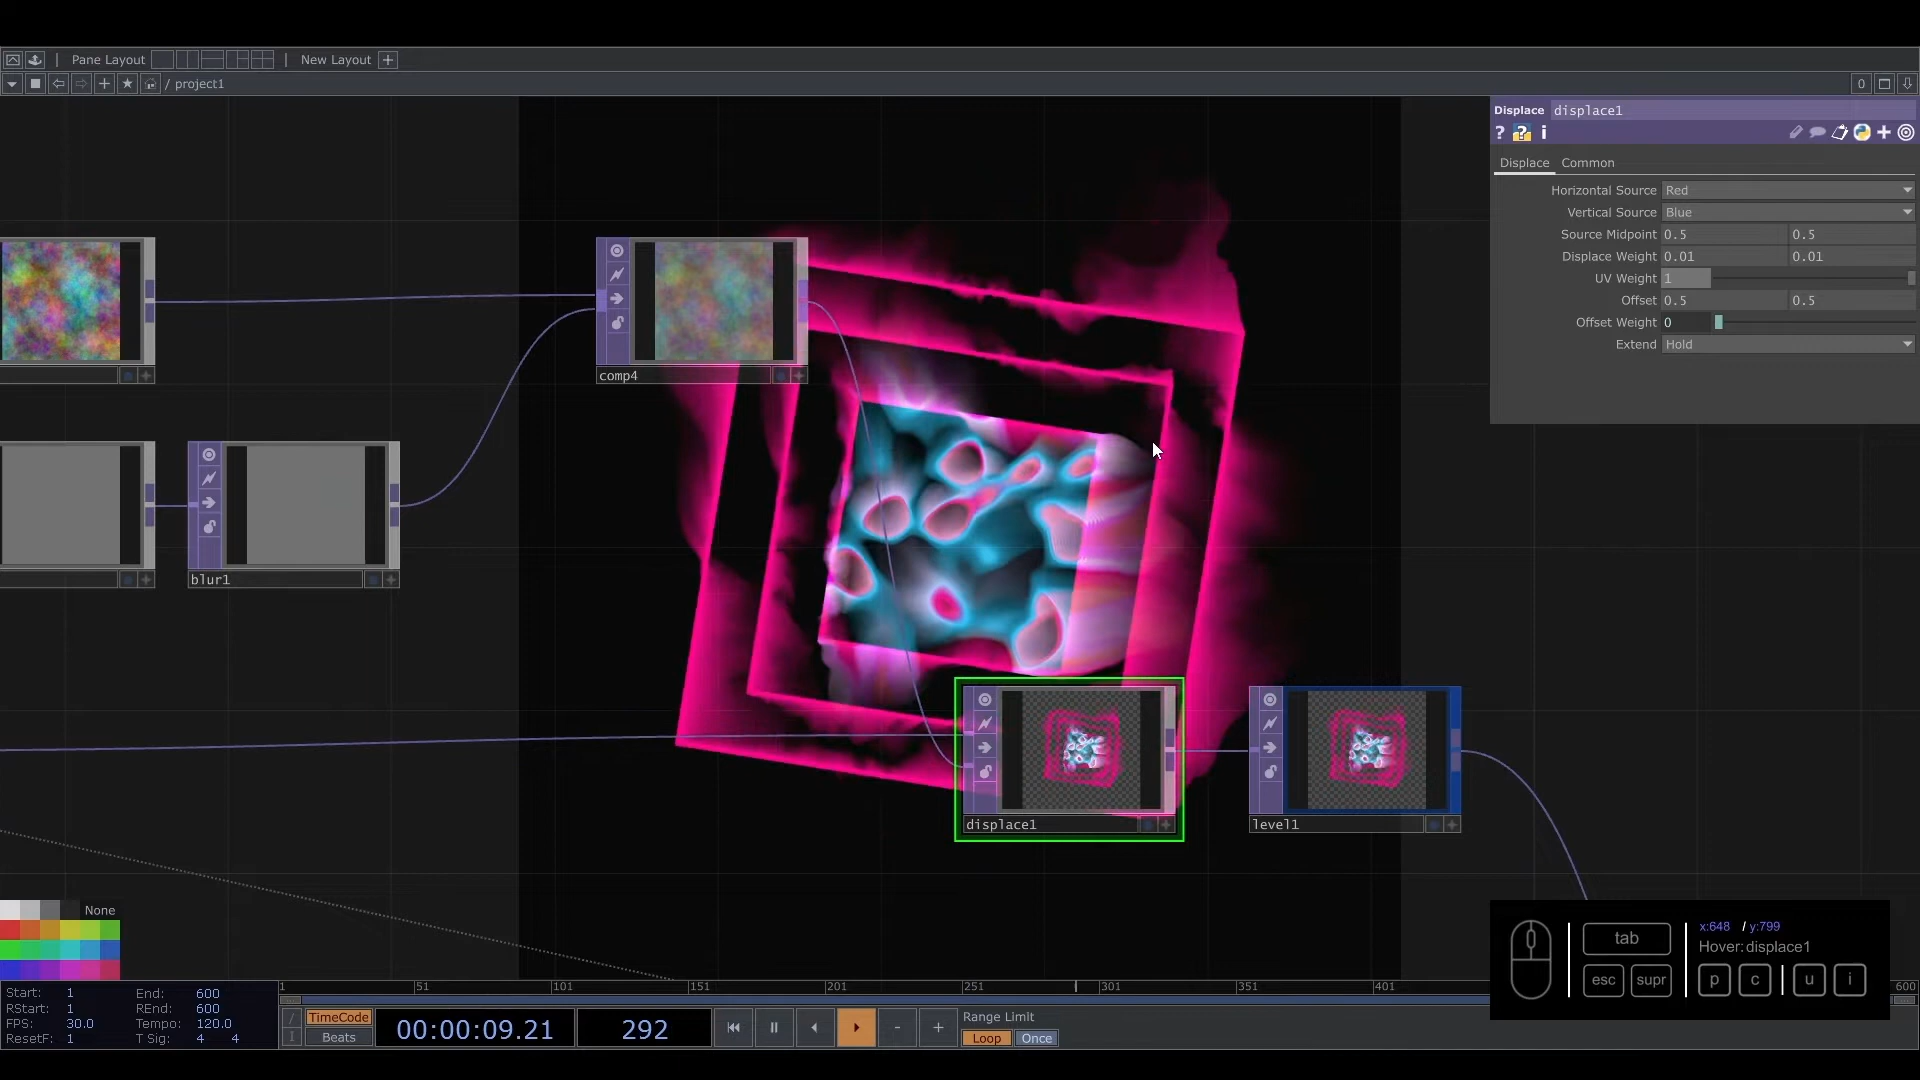 Pane Layout
New Layout
/ project1
0
Displace displace1
? ? i
Displace Common
Horizontal Source Red
Vertical Source Blue
Source Midpoint 0.5 0.5
Displace Weight 0.01 0.01
UV Weight 1
Offset 0.5 0.5
Offset Weight 0
Extend Hold
comp4
blur1
displace1
level1
None
x:648 / y:799
Hover:displace1
tab
esc supr
p c u i
1 51 101 151 201 251 301 351 401 600
Start: 1 End: 600
RStart: 1 REnd: 600
FPS: 30.0 Tempo: 120.0
ResetF: 1 T Sig: 4 4
TimeCode
Beats
00:00:09.21
292
- +
Range Limit
Loop Once